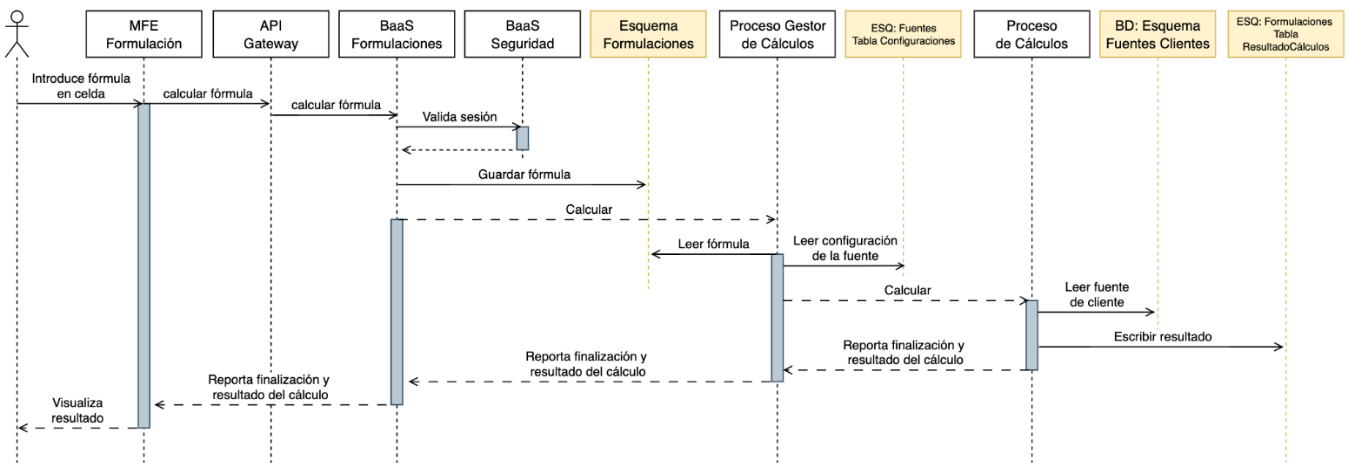 MFE
Formulación
API
Gateway
BaaS
Formulaciones
BaaS
Seguridad
Esquema
Formulaciones
Proceso Gestor
de Cálculos
ESQ: Fuentes
Tabla Configuraciones
Proceso
de Cálculos
BD: Esquema
Fuentes Clientes
ESQ: Formulaciones
Tabla
ResultadoCálculos
Introduce fórmula
en celda
calcular fórmula
calcular fórmula
Valida sesión
Guardar fórmula
Calcular
Leer fórmula
Leer configuración
de la fuente
Calcular
Leer fuente
de cliente
Escribir resultado
Reporta finalización y
resultado del cálculo
Reporta finalización y
resultado del cálculo
Reporta finalización y
resultado del cálculo
Visualiza
resultado